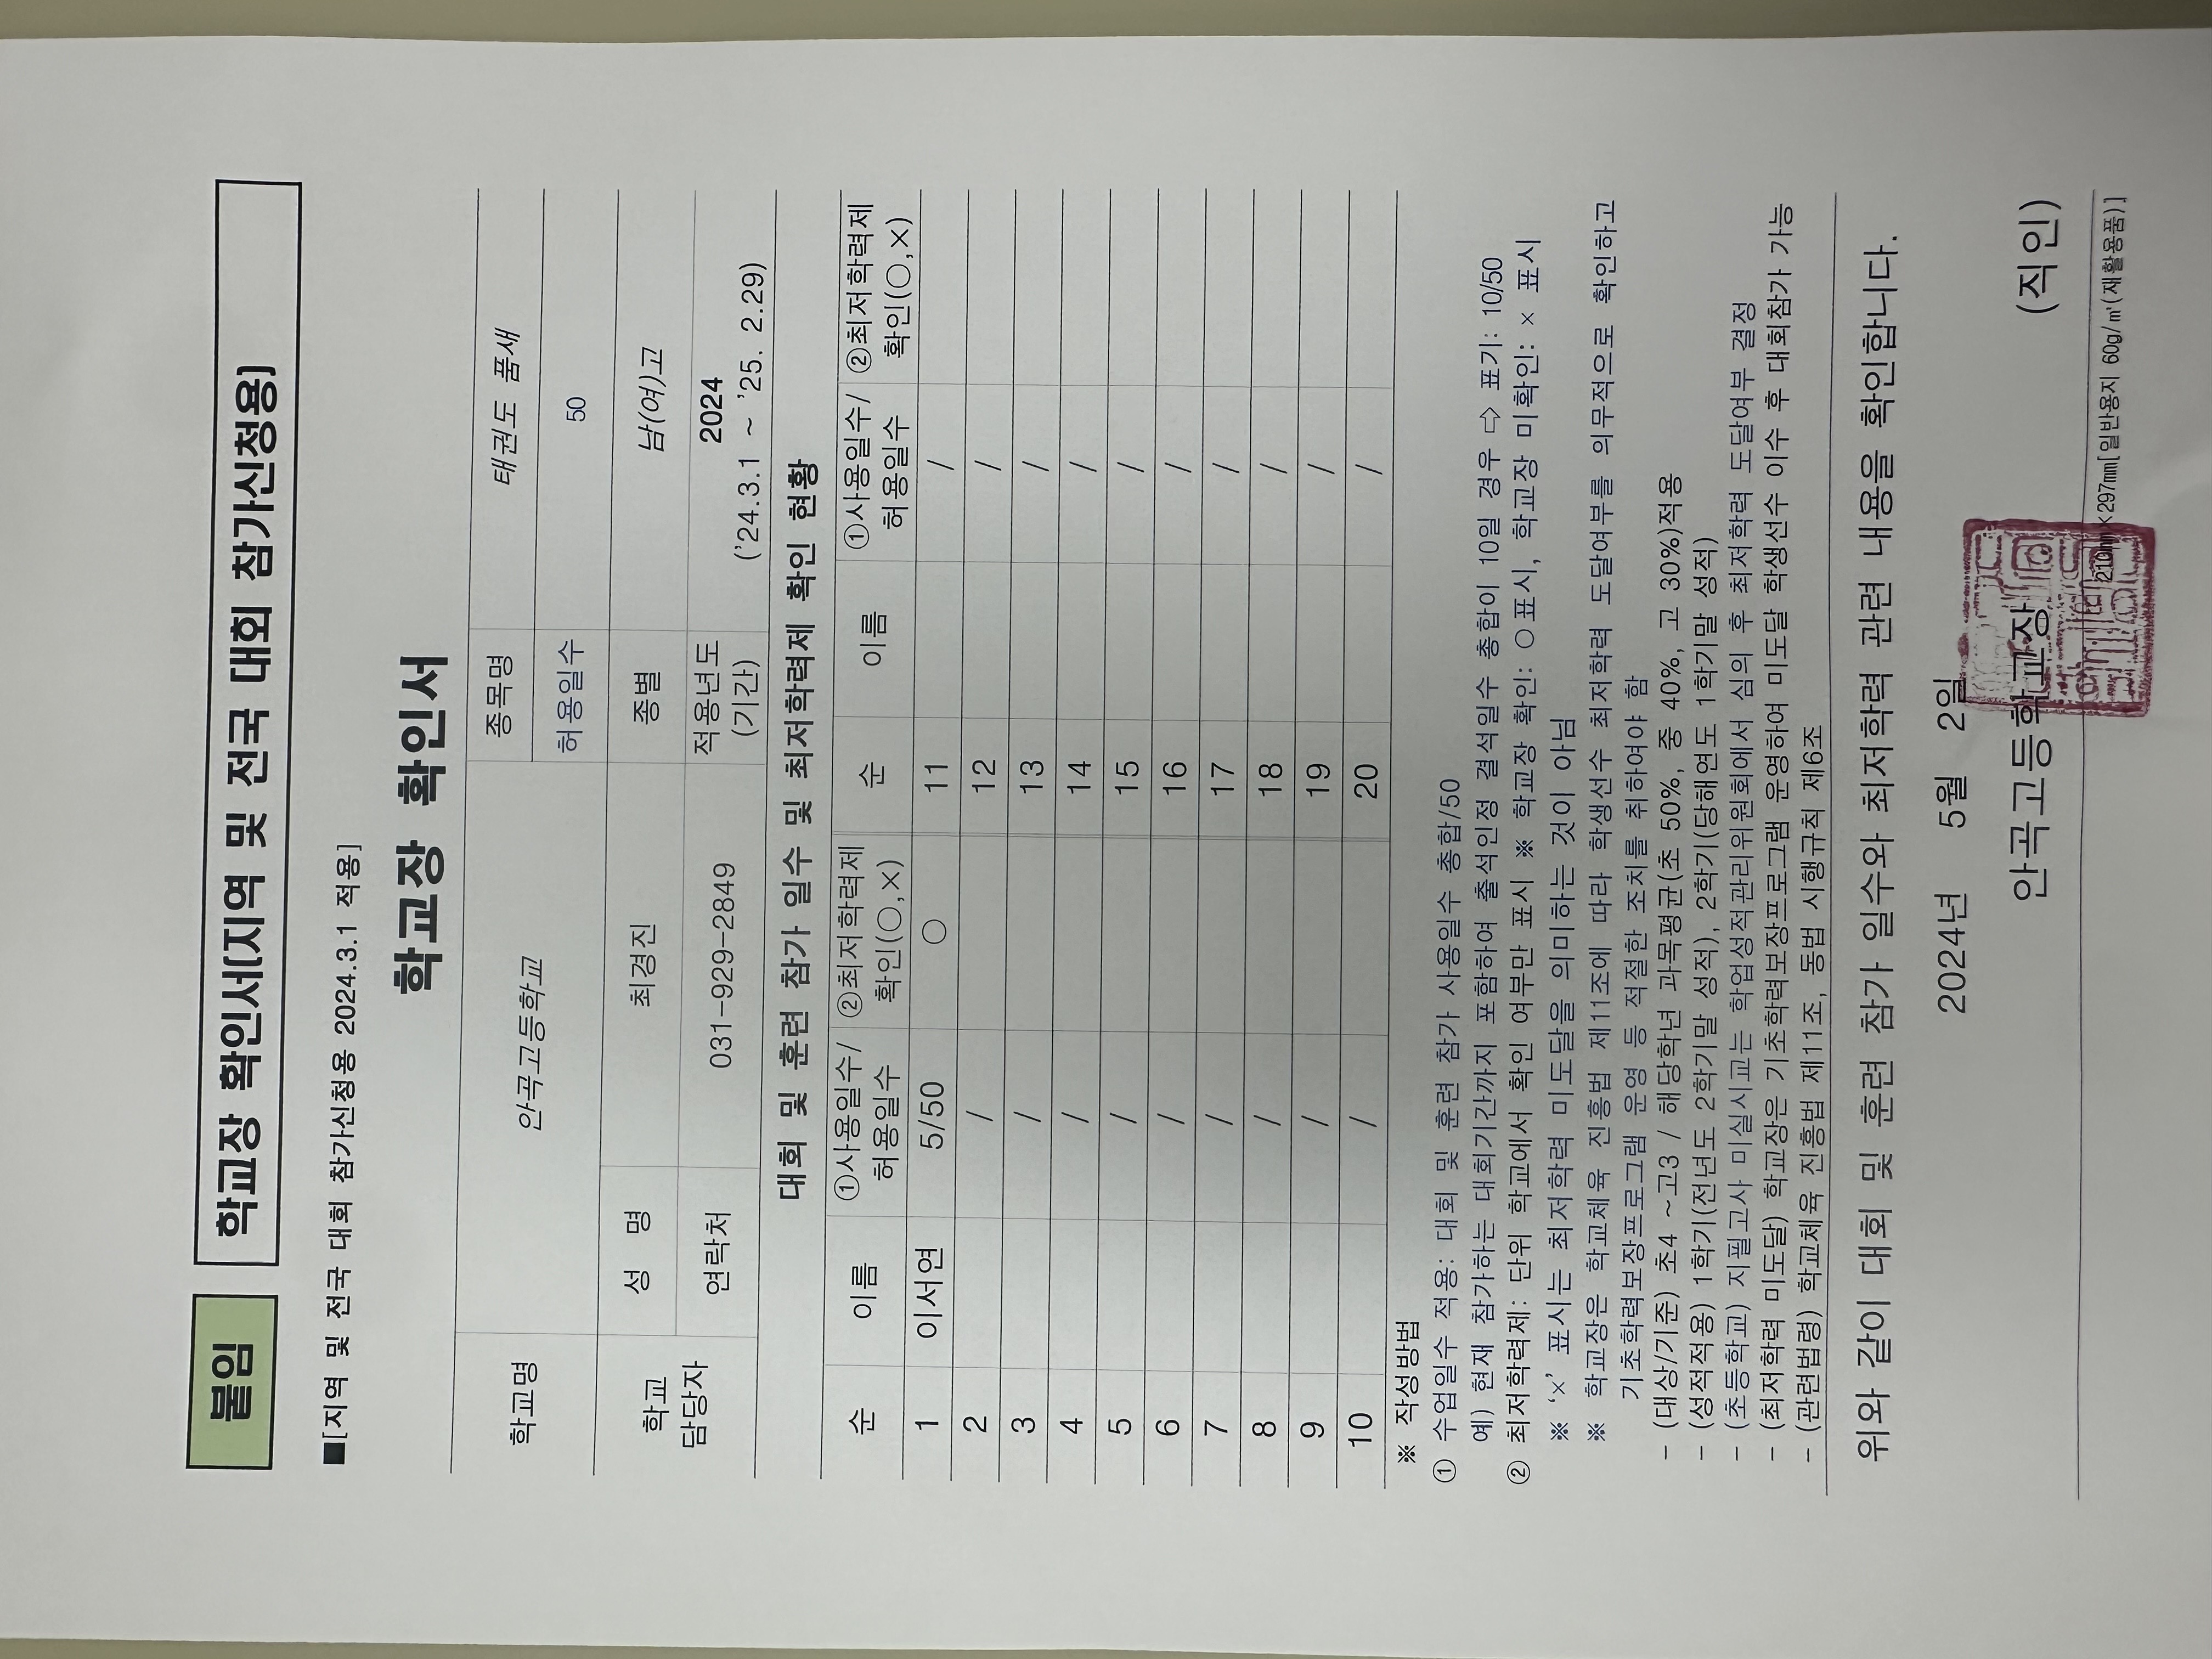 붙임 학교장 확인서(지역 및 전국 대회 참가신청용)
■[지역 및 전국 대회 참가신청용 2024.3.1 적용]
학교장 확인서
학교명 안곡고등학교 종목명 태권도 품새
허용일수 50
학교 담당자 성 명 최경진 종별 남(여)고
연락처 031-929-2849 적용년도 (기간) 2024 ('24.3.1 ~ '25. 2.29)
대회 및 훈련 참가 일수 및 최저학력제 확인 현황
순 이름 ①사용일수/허용일수 ②최저학력제 확인(○,×) 순 이름 ①사용일수/허용일수 ②최저학력제 확인(○,×)
1 이서연 5/50 ○ 11 /
2 / 12 /
3 / 13 /
4 / 14 /
5 / 15 /
6 / 16 /
7 / 17 /
8 / 18 /
9 / 19 /
10 / 20 /
※ 작성방법
① 수업일수 적용: 대회 및 훈련 참가 사용일수 총합/50
예) 현재 참가하는 대회기간까지 포함하여 출석인정 결석일수 총합이 10일 경우 ⇨ 표기: 10/50
② 최저학력제: 단위 학교에서 확인 여부만 표시 ※ 학교장 확인: ○표시, 학교장 미확인: × 표시
※ '×' 표시는 최저학력 미도달을 의미하는 것이 아님
※ 학교장은 학교체육 진흥법 제11조에 따라 학생선수 최저학력 도달여부를 의무적으로 확인하고
기초학력보장프로그램 운영 등 적절한 조치를 취하여야 함
- (대상/기준) 초4 ~고3 / 해당학년 과목평균(초 50%, 중 40%, 고 30%)적용
- (성적적용) 1학기(전년도 2학기말 성적), 2학기(당해연도 1학기말 성적)
- (초등학교) 지필고사 미실시교는 학업성적관리위원회에서 심의 후 최저학력 도달여부 결정
- (최저학력 미도달) 학교장은 기초학력보장프로그램 운영하여 미도달 학생선수 이수 후 대회참가 가능
- (관련법령) 학교체육 진흥법 제11조, 동법 시행규칙 제6조
위와 같이 대회 및 훈련 참가 일수와 최저학력 관련 내용을 확인합니다.
2024년 5월 2일
안곡고등학교장 (직인)
210㎜×297㎜[일반용지 60g/㎡(재활용품)]